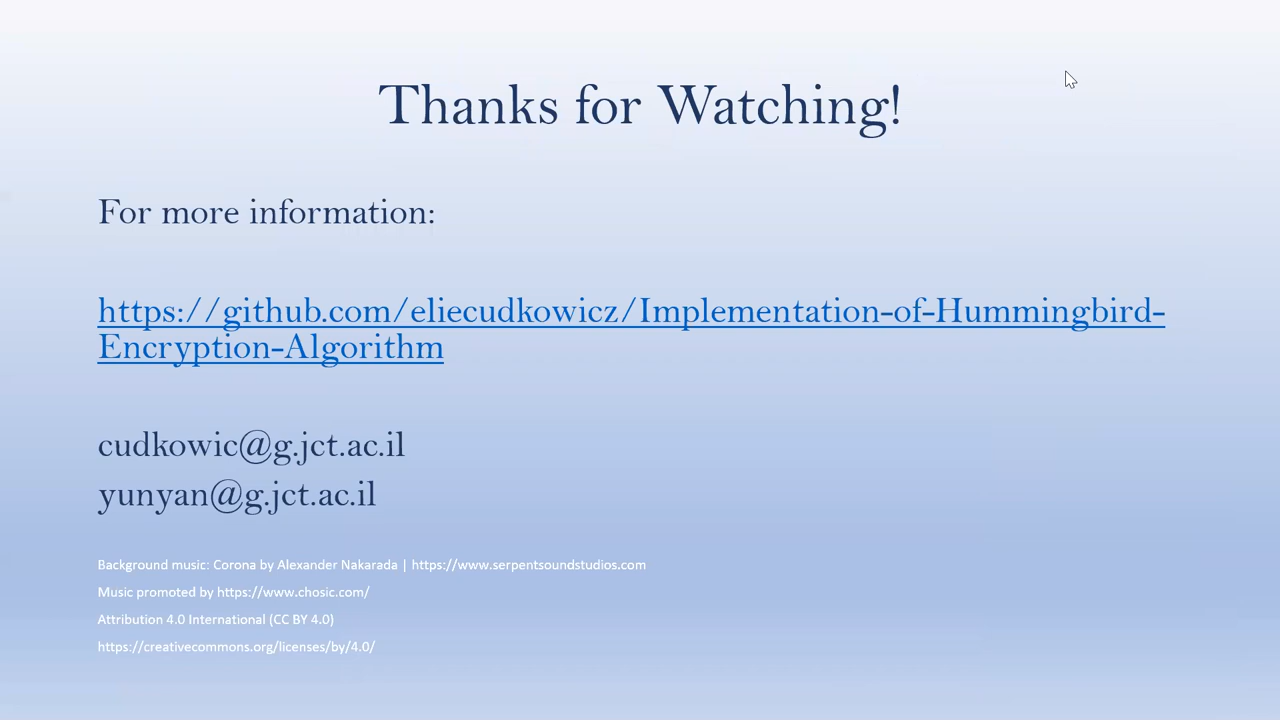 Thanks for Watching!
For more information:
https://github.com/eliecudkowicz/Implementation-of-Hummingbird-
Encryption-Algorithm
cudkowic@g.jct.ac.il
yunyan@g.jct.ac.il
Background music: Corona by Alexander Nakarada | https://www.serpentsoundstudios.com
Music promoted by https://www.chosic.com/
Attribution 4.0 International (CC BY 4.0)
https://creativecommons.org/licenses/by/4.0/